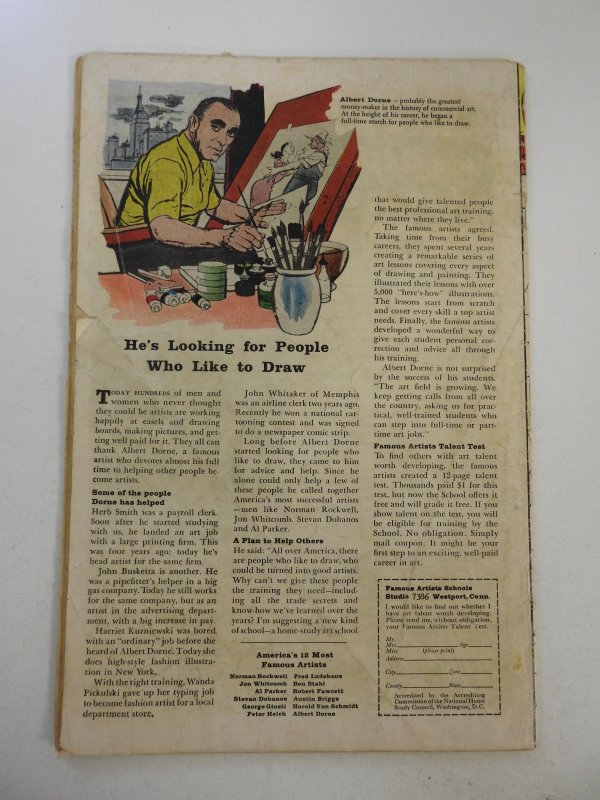 Albert Dorne – probably the greatest
money-maker in the history of commercial art.
At the height of his career, he began a
full-time search for people who like to draw.
He's Looking for People
Who Like to Draw
TODAY HUNDREDS of men and
women who never thought
they could be artists are working
happily at easels and drawing
boards, making pictures, and get-
ting well paid for it. They all can
thank Albert Dorne, a famous
artist who devotes almost his full
time to helping other people be-
come artists.
Some of the people
Dorne has helped
Herb Smith was a payroll clerk.
Soon after he started studying
with us, he landed an art job
with a large printing firm. This
was four years ago; today he's
head artist for the same firm.
John Busketta is another. He
was a pipefitter's helper in a big
gas company. Today he still works
for the same company, but as an
artist in the advertising depart-
ment, with a big increase in pay.
Harriet Kuzniewski was bored
with an "ordinary" job before she
heard of Albert Dorne. Today she
does high-style fashion illustra-
tion in New York.
With the right training, Wanda
Pickulski gave up her typing job
to become fashion artist for a local
department store.
John Whitaker of Memphis
was an airline clerk two years ago.
Recently he won a national car-
tooning contest and was signed
to do a newspaper comic strip.
Long before Albert Dorne
started looking for people who
like to draw, they came to him
for advice and help. Since he
alone could only help a few of
these people he called together
America's most successful artists
—men like Norman Rockwell,
Jon Whitcomb, Stevan Dohanos
and Al Parker.
A Plan to Help Others
He said: "All over America, there
are people who like to draw, who
could be turned into good artists.
Why can't we give these people
the training they need—includ-
ing all the trade secrets and
know-how we've learned over the
years? I'm suggesting a new kind
of school—a home-study art school
America's 12 Most
Famous Artists
Norman Rockwell Fred Ludekens
Jon Whitcomb Ben Stahl
Al Parker Robert Fawcett
Stevan Dohanos Austin Briggs
George Giusti Harold Von Schmidt
Peter Helck Albert Dorne
that would give talented people
the best professional art training,
no matter where they live."
The famous artists agreed.
Taking time from their busy
careers, they spent several years
creating a remarkable series of
art lessons covering every aspect
of drawing and painting. They
illustrated their lessons with over
5,000 "here's-how" illustrations.
The lessons start from scratch
and cover every skill a top artist
needs. Finally, the famous artists
developed a wonderful way to
give each student personal cor-
rection and advice all through
his training.
Albert Dorne is not surprised
by the success of his students.
"The art field is growing. We
keep getting calls from all over
the country, asking us for prac-
tical, well-trained students who
can step into full-time or part-
time art jobs."
Famous Artists Talent Test
To find others with art talent
worth developing, the famous
artists created a 12-page talent
test. Thousands paid $1 for this
test, but now the School offers it
free and will grade it free. If you
show talent on the test, you will
be eligible for training by the
School. No obligation. Simply
mail coupon. It might be your
first step to an exciting, well-paid
career in art.
Famous Artists Schools
Studio 7386 Westport, Conn.
I would like to find out whether I
have art talent worth developing.
Please send me, without obligation,
your Famous Artists Talent Test.
Mr.
Mrs. Age
Miss (please print)
Address
City Zone
County State
Accredited by the Accrediting
Commission of the National Home
Study Council, Washington, D.C.